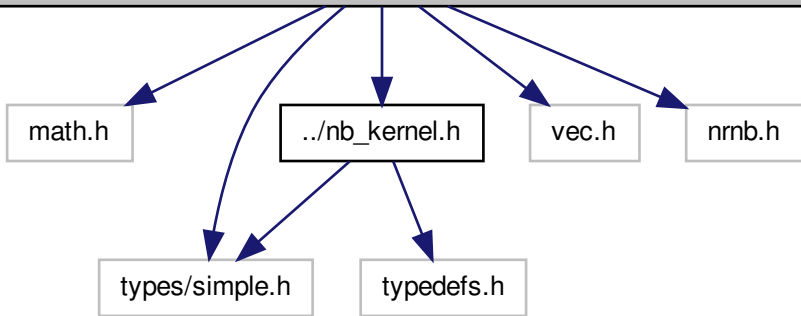 math.h
../nb_kernel.h
vec.h
nrnb.h
types/simple.h
typedefs.h